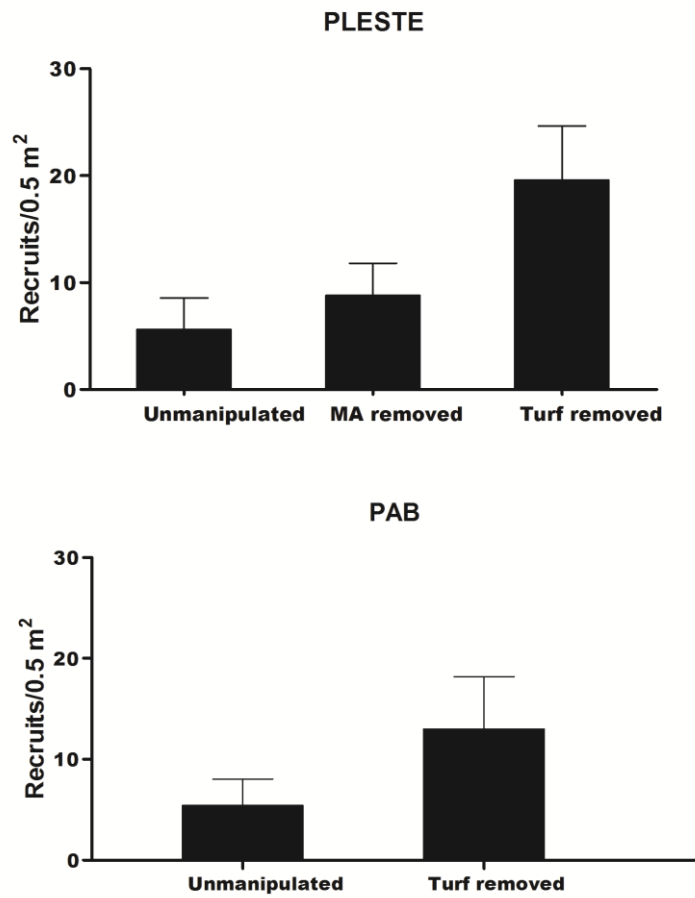 PLESTE
30
20
10
0
Recruits/0.5 m²
Unmanipulated MA removed Turf removed
PAB
30
20
10
0
Recruits/0.5 m²
Unmanipulated Turf removed